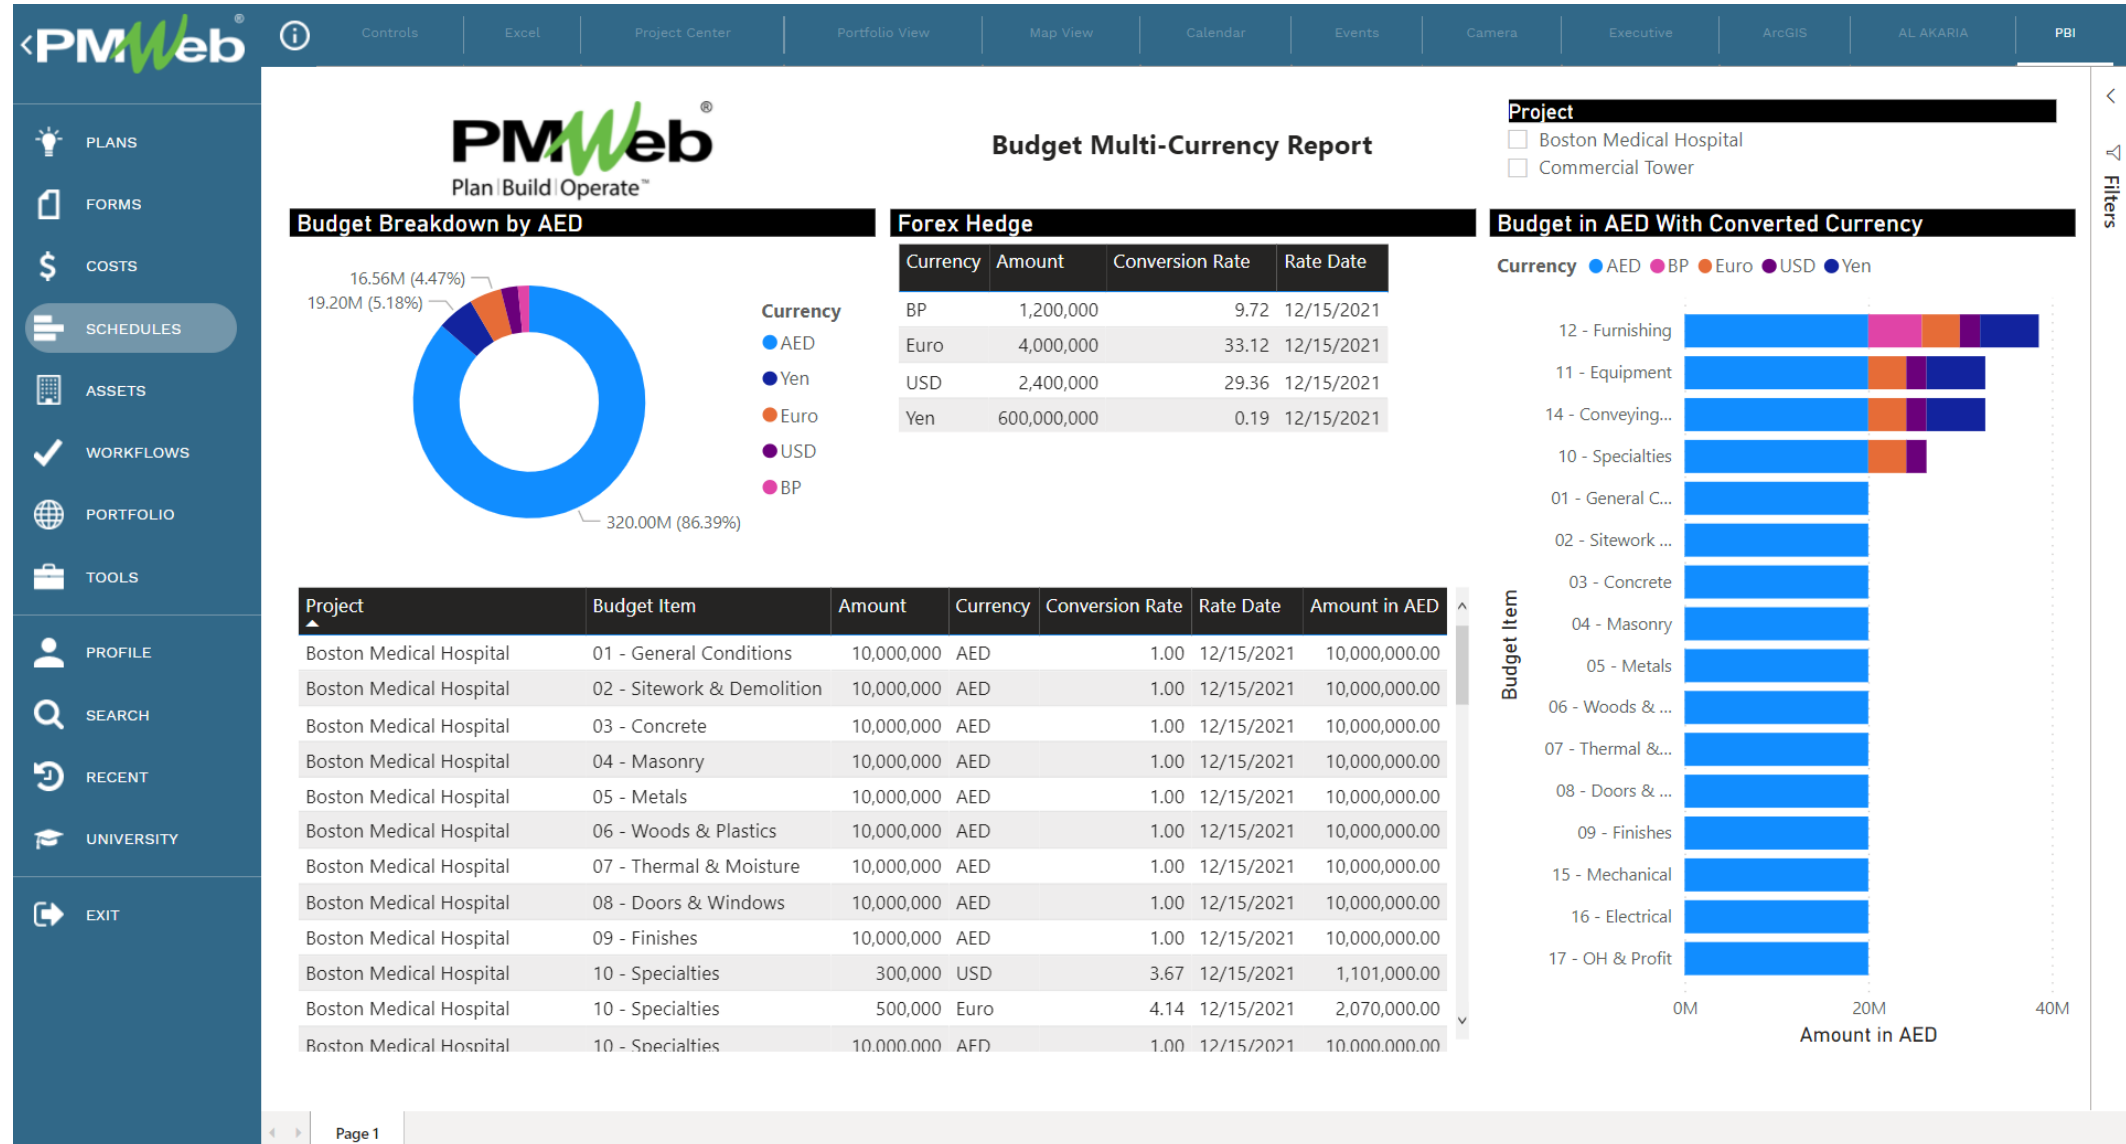 <PMWeb®
Controls Excel Project Center Portfolio View Map View Calendar Events Camera Executive ArcGIS AL AKARIA PBI
PLANS
FORMS
COSTS
SCHEDULES
ASSETS
WORKFLOWS
PORTFOLIO
TOOLS
PROFILE
SEARCH
RECENT
UNIVERSITY
EXIT
PMWeb®
Plan|Build|Operate™
Budget Multi-Currency Report
Project
Boston Medical Hospital
Commercial Tower
Filters
Budget Breakdown by AED
16.56M (4.47%)
19.20M (5.18%)
320.00M (86.39%)
Currency
AED
Yen
Euro
USD
BP
Forex Hedge
Currency Amount Conversion Rate Rate Date
BP 1,200,000 9.72 12/15/2021
Euro 4,000,000 33.12 12/15/2021
USD 2,400,000 29.36 12/15/2021
Yen 600,000,000 0.19 12/15/2021
Project Budget Item Amount Currency Conversion Rate Rate Date Amount in AED
Boston Medical Hospital 01 - General Conditions 10,000,000 AED 1.00 12/15/2021 10,000,000.00
Boston Medical Hospital 02 - Sitework & Demolition 10,000,000 AED 1.00 12/15/2021 10,000,000.00
Boston Medical Hospital 03 - Concrete 10,000,000 AED 1.00 12/15/2021 10,000,000.00
Boston Medical Hospital 04 - Masonry 10,000,000 AED 1.00 12/15/2021 10,000,000.00
Boston Medical Hospital 05 - Metals 10,000,000 AED 1.00 12/15/2021 10,000,000.00
Boston Medical Hospital 06 - Woods & Plastics 10,000,000 AED 1.00 12/15/2021 10,000,000.00
Boston Medical Hospital 07 - Thermal & Moisture 10,000,000 AED 1.00 12/15/2021 10,000,000.00
Boston Medical Hospital 08 - Doors & Windows 10,000,000 AED 1.00 12/15/2021 10,000,000.00
Boston Medical Hospital 09 - Finishes 10,000,000 AED 1.00 12/15/2021 10,000,000.00
Boston Medical Hospital 10 - Specialties 300,000 USD 3.67 12/15/2021 1,101,000.00
Boston Medical Hospital 10 - Specialties 500,000 Euro 4.14 12/15/2021 2,070,000.00
Boston Medical Hospital 10 - Specialties 10,000,000 AED 1.00 12/15/2021 10,000,000.00
Budget in AED With Converted Currency
Currency AED BP Euro USD Yen
Budget Item
12 - Furnishing
11 - Equipment
14 - Conveying...
10 - Specialties
01 - General C...
02 - Sitework ...
03 - Concrete
04 - Masonry
05 - Metals
06 - Woods & ...
07 - Thermal &...
08 - Doors & ...
09 - Finishes
15 - Mechanical
16 - Electrical
17 - OH & Profit
0M 20M 40M
Amount in AED
Page 1